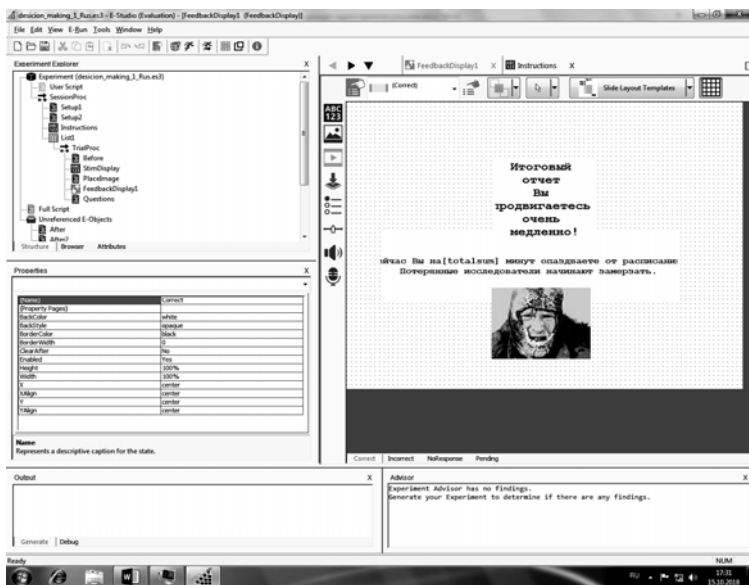 desicion_making_1_Rus.es3 - E-Studio (Evaluation) - [FeedbackDisplay1 (FeedbackDisplay)]
File Edit View E-Run Tools Window Help
Experiment Explorer X
Experiment (desicion_making_1_Rus.es3)
User Script
SessionProc
Setup1
Setup2
Instructions
List1
TrialProc
Before
StimDisplay
PlaceImage
FeedbackDisplay1
Questions
Full Script
Unreferenced E-Objects
After
After2
Structure Browser Attributes
Properties X
(Name) Correct
(Property Pages)
BackColor white
BackStyle opaque
BorderColor black
BorderWidth 0
ClearAfter No
Enabled Yes
Height 100%
Width 100%
X center
XAlign center
Y center
YAlign center
Name
Represents a descriptive caption for the state.
FeedbackDisplay1 X Instructions X
(Correct) Slide Layout Templates
ABC
123
Итоговый
отчет
Вы
продвигаетесь
очень
медленно!
йчас Вы на[totalsum] минут опаздваете от расписание
Потерянные исследователи начинают замерзать.
Correct Incorrect NoResponse Pending
Output X
Generate Debug
Advisor X
Experiment Advisor has no findings.
Generate your Experiment to determine if there are any findings.
Ready NUM
RU 17:31
15.10.2018